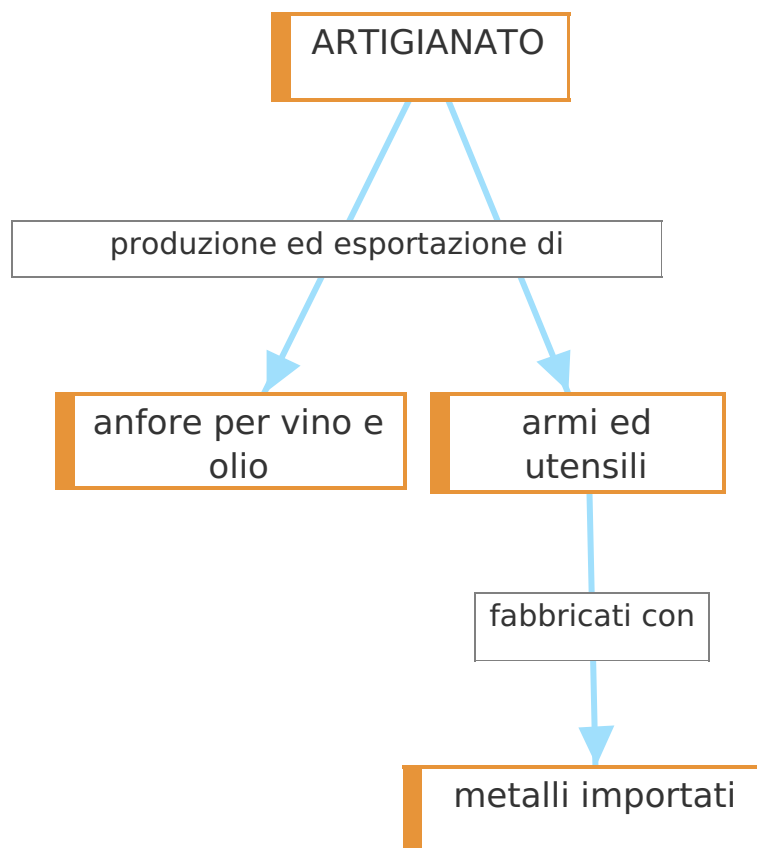 ARTIGIANATO
produzione ed esportazione di
anfore per vino e
olio
armi ed
utensili
fabbricati con
metalli importati